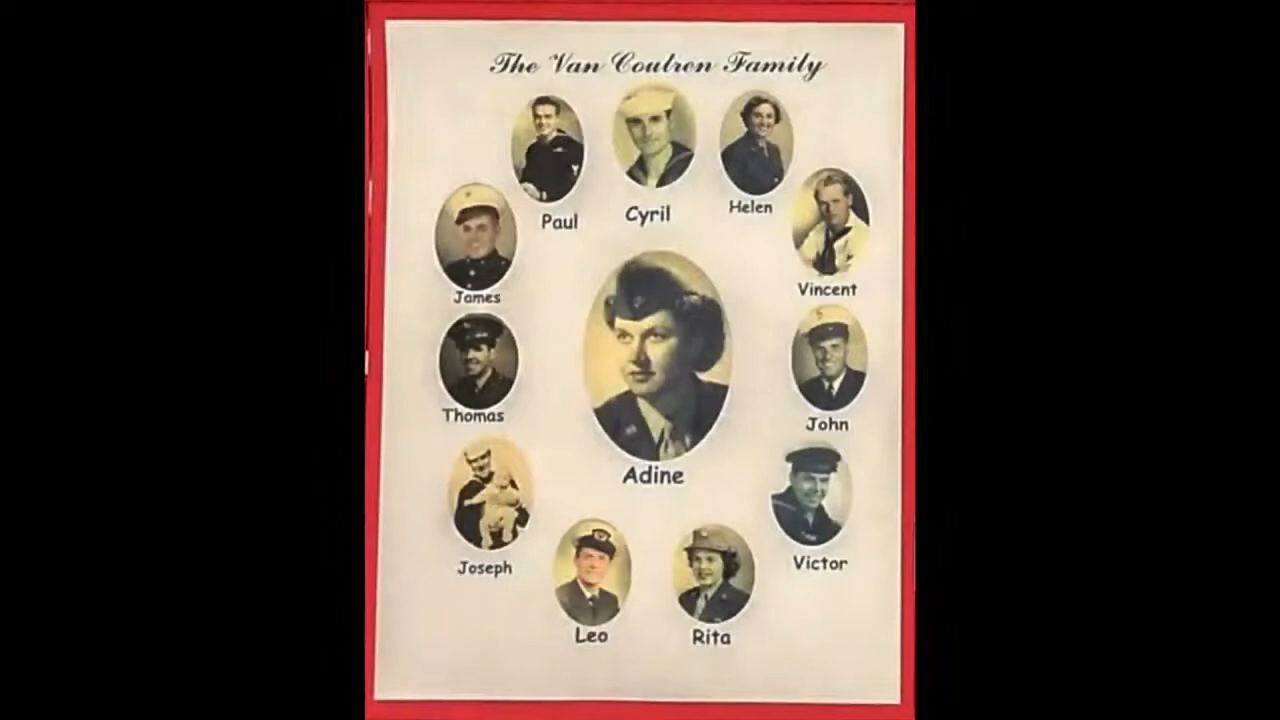 The Van Coutren Family
Paul
Cyril
Helen
James
Vincent
Thomas
John
Adine
Joseph
Victor
Leo
Rita